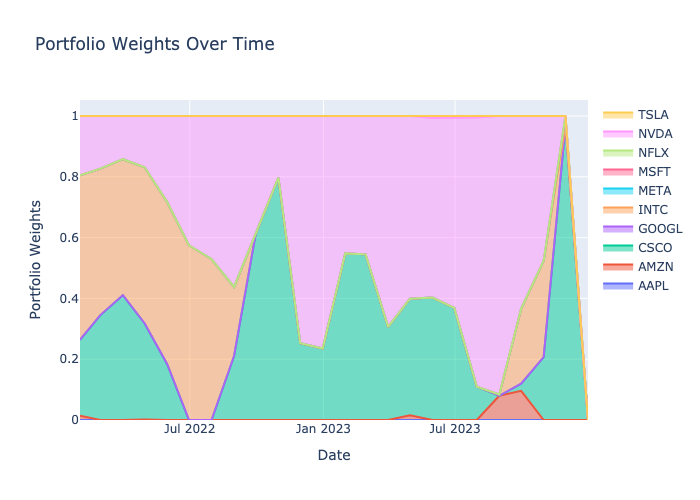 Portfolio Weights Over Time
1
0.8
0.6
0.4
0.2
0
Portfolio Weights
Jul 2022
Jan 2023
Jul 2023
Date
TSLA
NVDA
NFLX
MSFT
META
INTC
GOOGL
CSCO
AMZN
AAPL